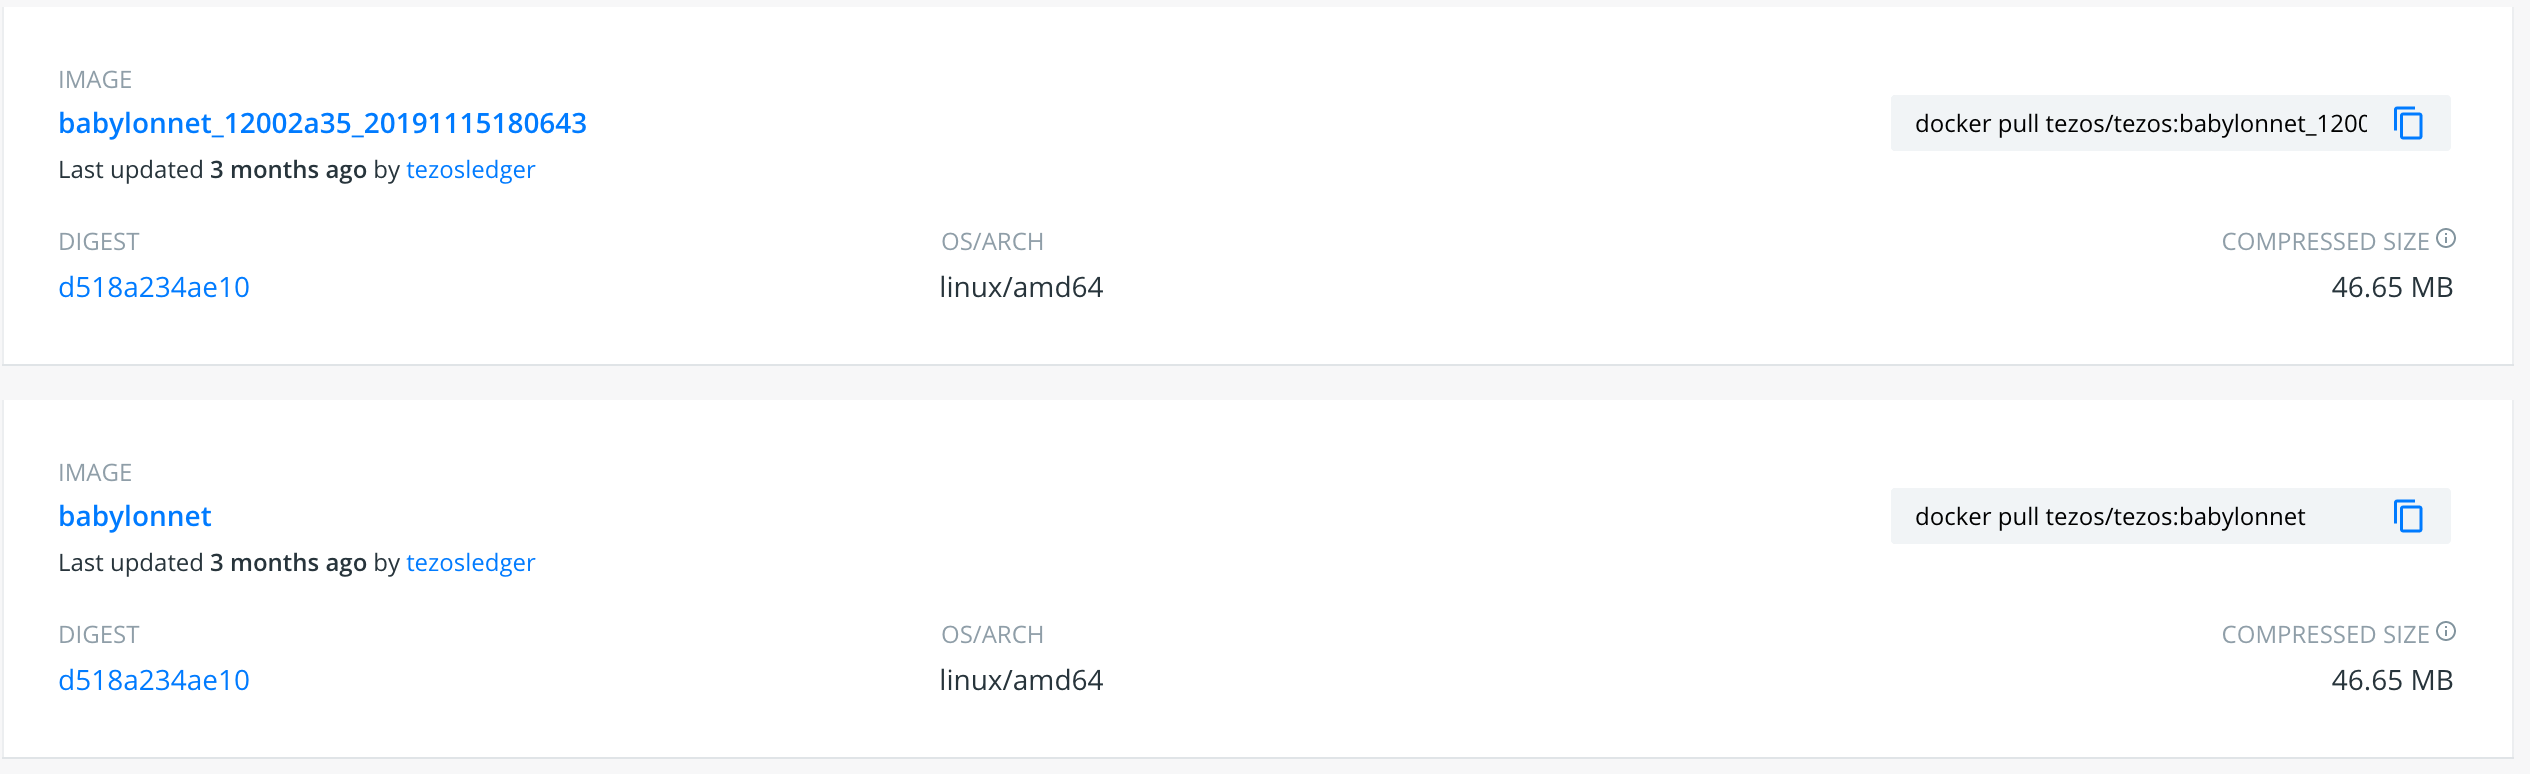 IMAGE
babylonnet_12002a35_20191115180643
docker pull tezos/tezos:babylonnet_120
Last updated 3 months ago by tezosledger
DIGEST
OS/ARCH
COMPRESSED SIZE
d518a234ae10
linux/amd64
46.65 MB
IMAGE
babylonnet
docker pull tezos/tezos:babylonnet
Last updated 3 months ago by tezosledger
DIGEST
OS/ARCH
COMPRESSED SIZE
d518a234ae10
linux/amd64
46.65 MB